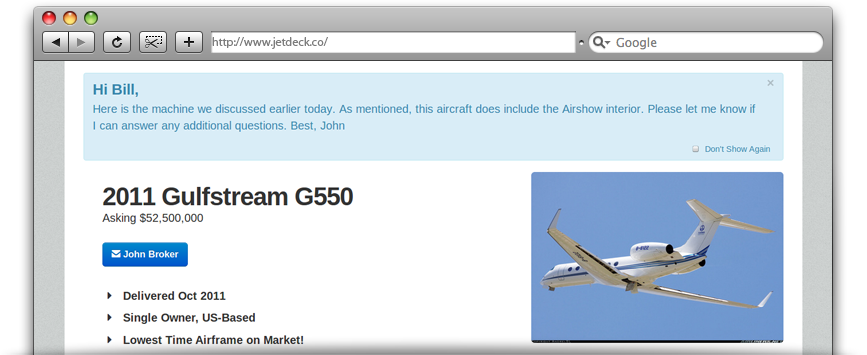 http://www.jetdeck.co/
Google
Hi Bill,
Here is the machine we discussed earlier today. As mentioned, this aircraft does include the Airshow interior. Please let me know if
I can answer any additional questions. Best, John
Don't Show Again
2011 Gulfstream G550
Asking $52,500,000
John Broker
Delivered Oct 2011
Single Owner, US-Based
Lowest Time Airframe on Market!